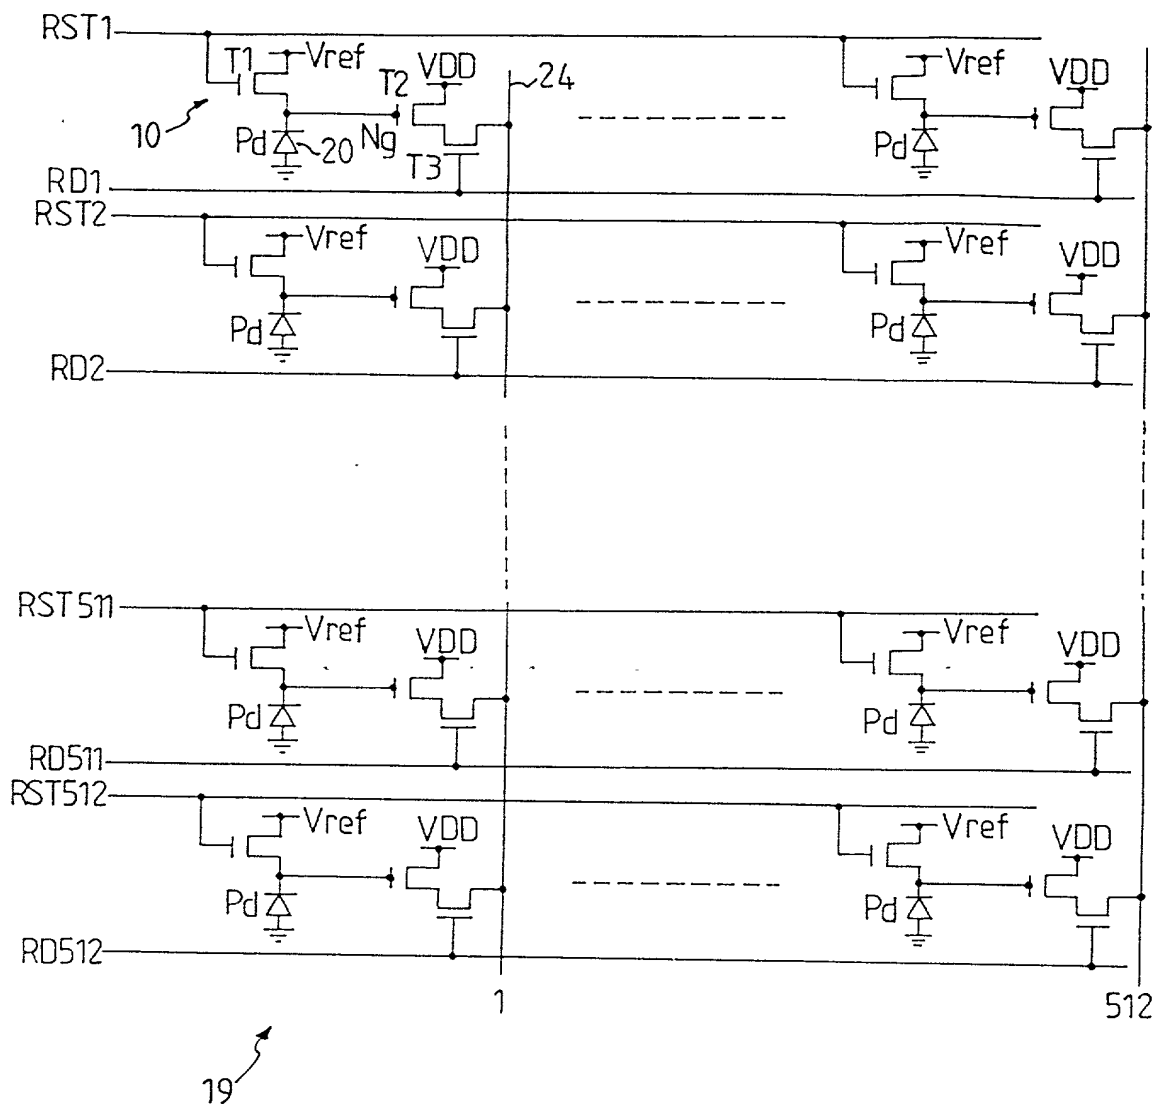 RST1
T1
Vref
T2
VDD
24
Vref
VDD
10
Pd
20
Ng
T3
Pd
RD1
RST2
Vref
VDD
Vref
VDD
Pd
Pd
RD2
RST511
Vref
VDD
Vref
VDD
Pd
Pd
RD511
RST512
Vref
VDD
Vref
VDD
Pd
Pd
RD512
1
512
19